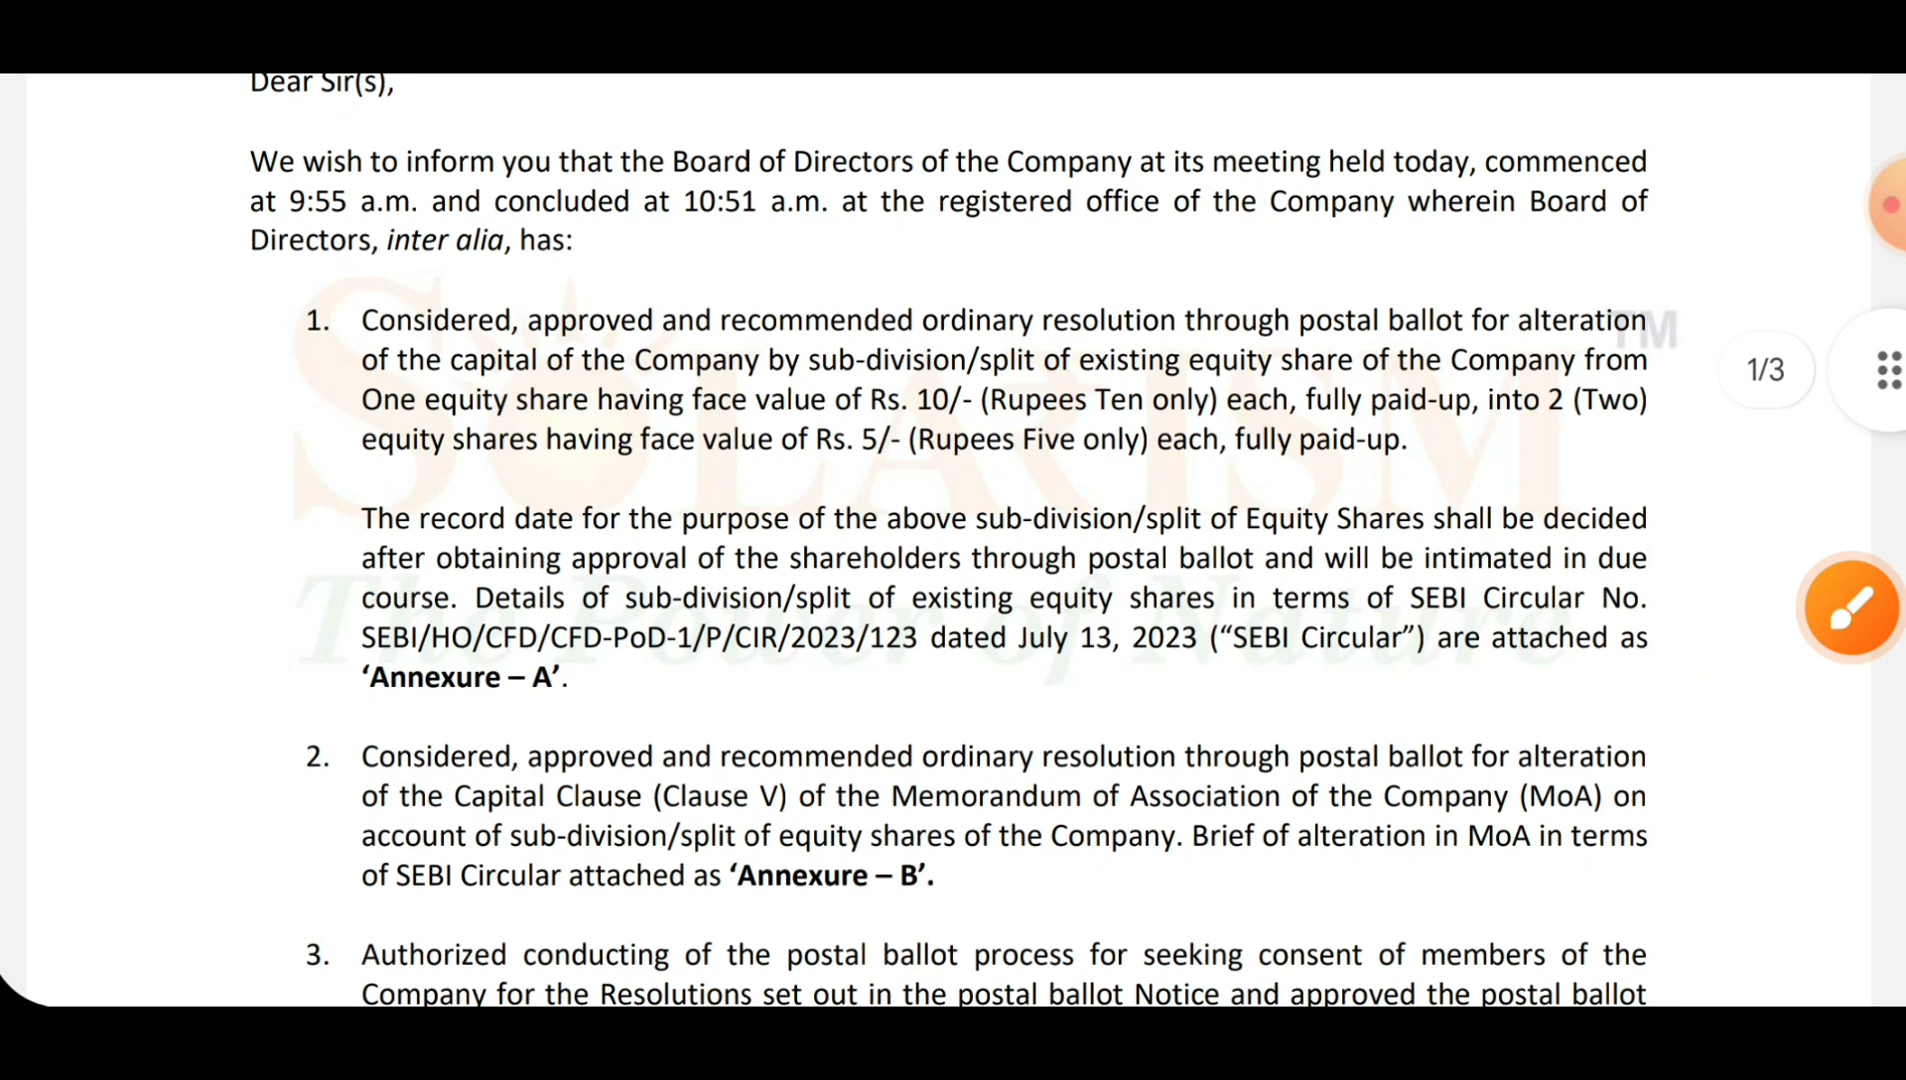 Dear Sir(s),
We wish to inform you that the Board of Directors of the Company at its meeting held today, commenced
at 9:55 a.m. and concluded at 10:51 a.m. at the registered office of the Company wherein Board of
Directors, inter alia, has:
1. Considered, approved and recommended ordinary resolution through postal ballot for alteration
of the capital of the Company by sub-division/split of existing equity share of the Company from
One equity share having face value of Rs. 10/- (Rupees Ten only) each, fully paid-up, into 2 (Two)
equity shares having face value of Rs. 5/- (Rupees Five only) each, fully paid-up.
The record date for the purpose of the above sub-division/split of Equity Shares shall be decided
after obtaining approval of the shareholders through postal ballot and will be intimated in due
course. Details of sub-division/split of existing equity shares in terms of SEBI Circular No.
SEBI/HO/CFD/CFD-PoD-1/P/CIR/2023/123 dated July 13, 2023 (“SEBI Circular”) are attached as
‘Annexure – A’.
2. Considered, approved and recommended ordinary resolution through postal ballot for alteration
of the Capital Clause (Clause V) of the Memorandum of Association of the Company (MoA) on
account of sub-division/split of equity shares of the Company. Brief of alteration in MoA in terms
of SEBI Circular attached as ‘Annexure – B’.
3. Authorized conducting of the postal ballot process for seeking consent of members of the
Company for the Resolutions set out in the postal ballot Notice and approved the postal ballot
SOLARISM TM
The Power of Nature
1/3